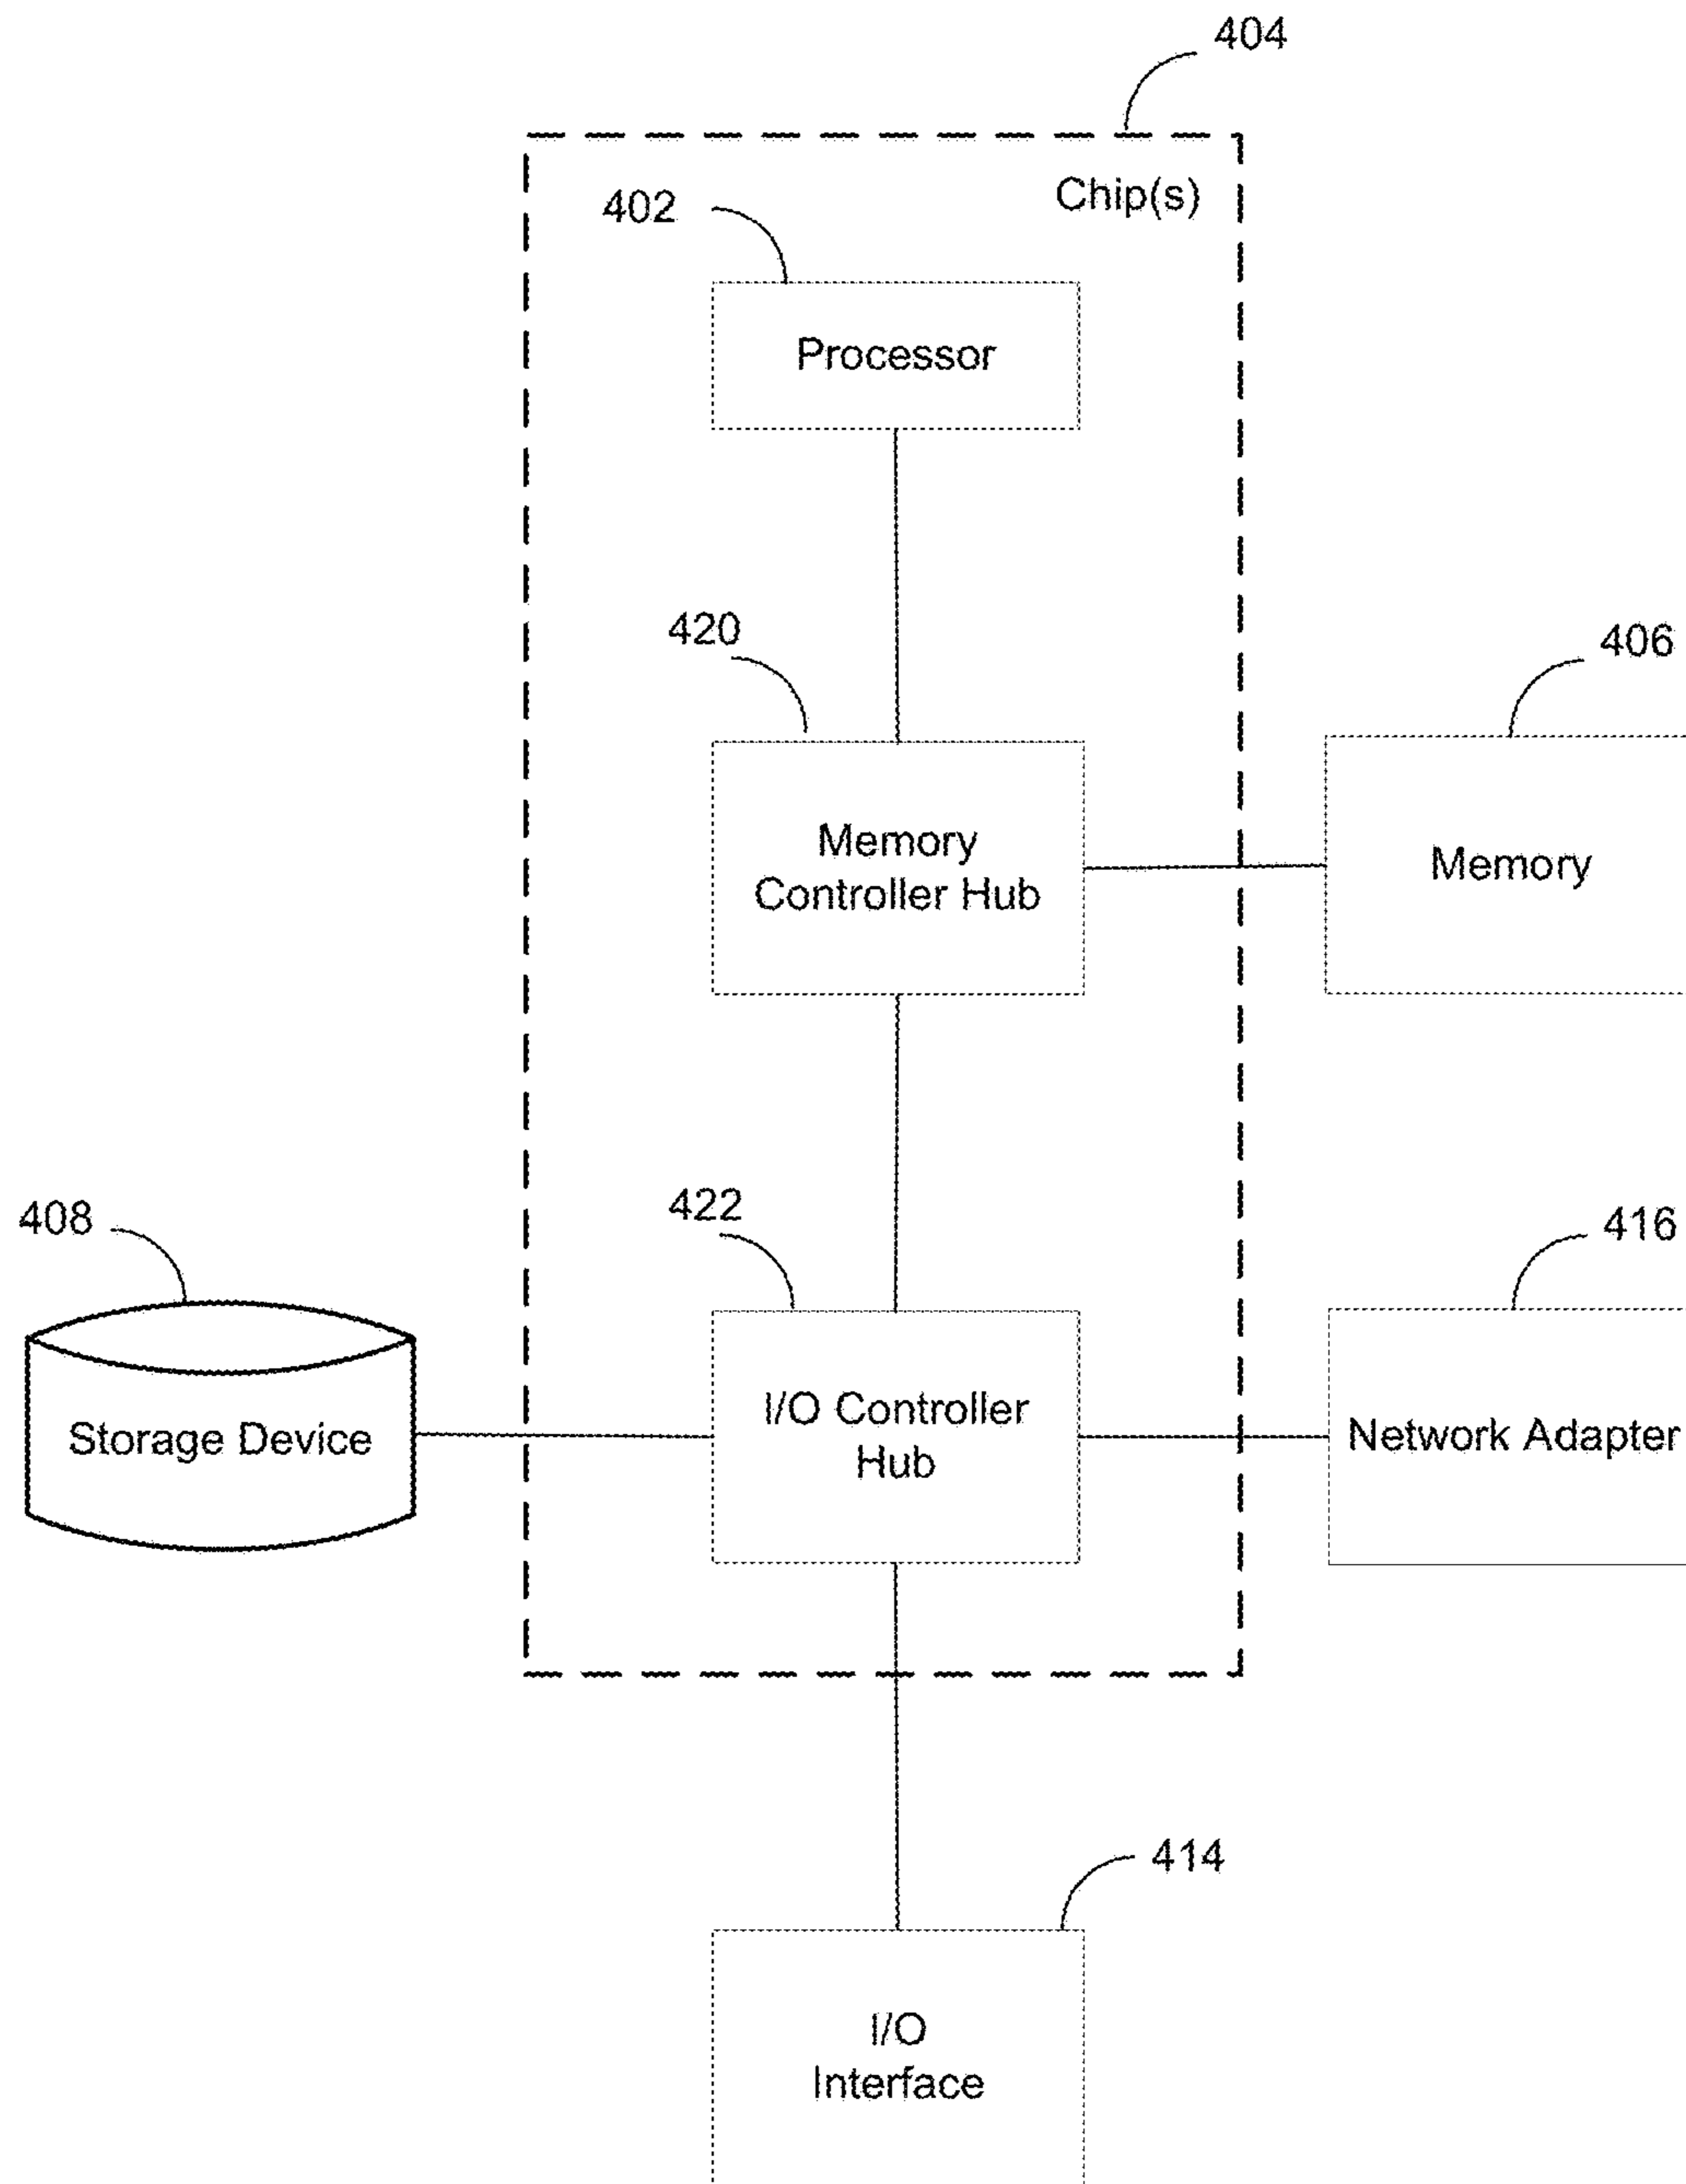 404
Chip(s)
402
Processor
420
406
Memory
Controller Hub
Memory
408
422
416
Storage Device
I/O Controller
Hub
Network Adapter
414
I/O
Interface